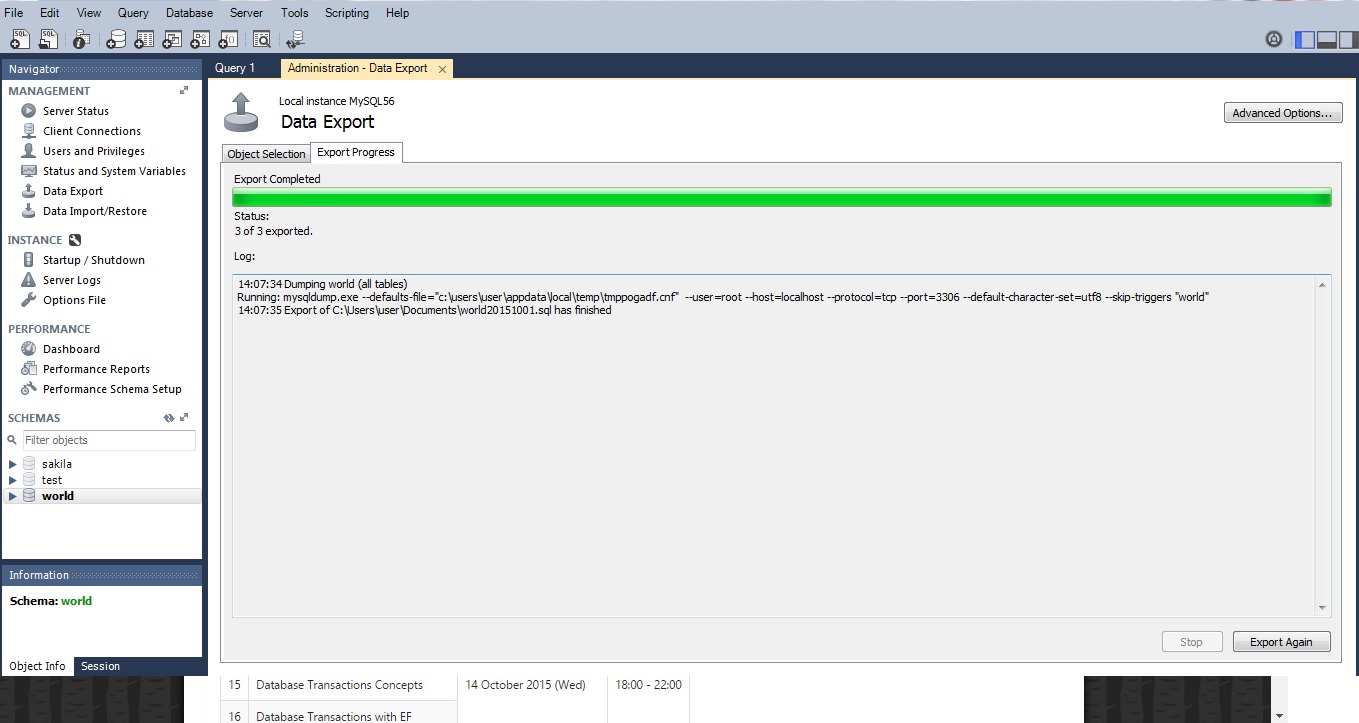 File Edit View Query Database Server Tools Scripting Help
SQL SQL
Navigator Query 1 Administration - Data Export
MANAGEMENT
Server Status
Client Connections
Users and Privileges
Status and System Variables
Data Export
Data Import/Restore
INSTANCE
Startup / Shutdown
Server Logs
Options File
PERFORMANCE
Dashboard
Performance Reports
Performance Schema Setup
SCHEMAS
Filter objects
sakila
test
world
Information
Schema: world
Object Info Session
Local instance MySQL56
Data Export
Advanced Options...
Object Selection Export Progress
Export Completed
Status:
3 of 3 exported.
Log:
14:07:34 Dumping world (all tables)
Running: mysqldump.exe --defaults-file="c:\users\user\appdata\local\temp\tmppogadf.cnf" --user=root --host=localhost --protocol=tcp --port=3306 --default-character-set=utf8 --skip-triggers "world"
14:07:35 Export of C:\Users\user\Documents\world20151001.sql has finished
Stop Export Again
15 Database Transactions Concepts 14 October 2015 (Wed) 18:00 - 22:00
16 Database Transactions with EF